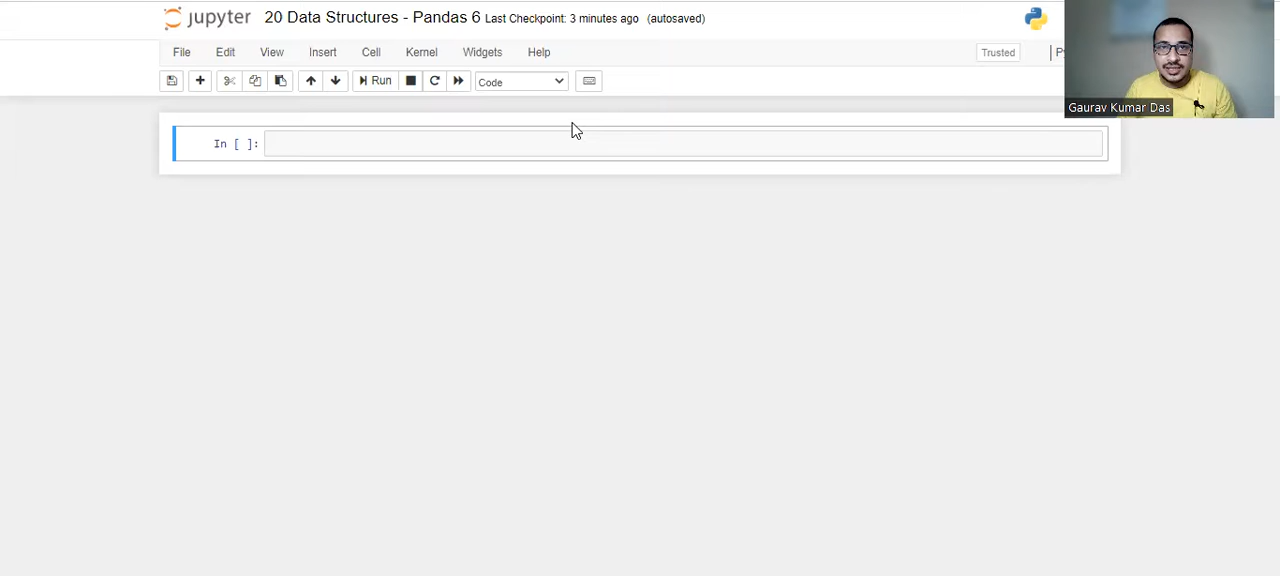 jupyter 20 Data Structures - Pandas 6 Last Checkpoint: 3 minutes ago (autosaved)
File Edit View Insert Cell Kernel Widgets Help Trusted
Run Code
In [ ]:
Gaurav Kumar Das